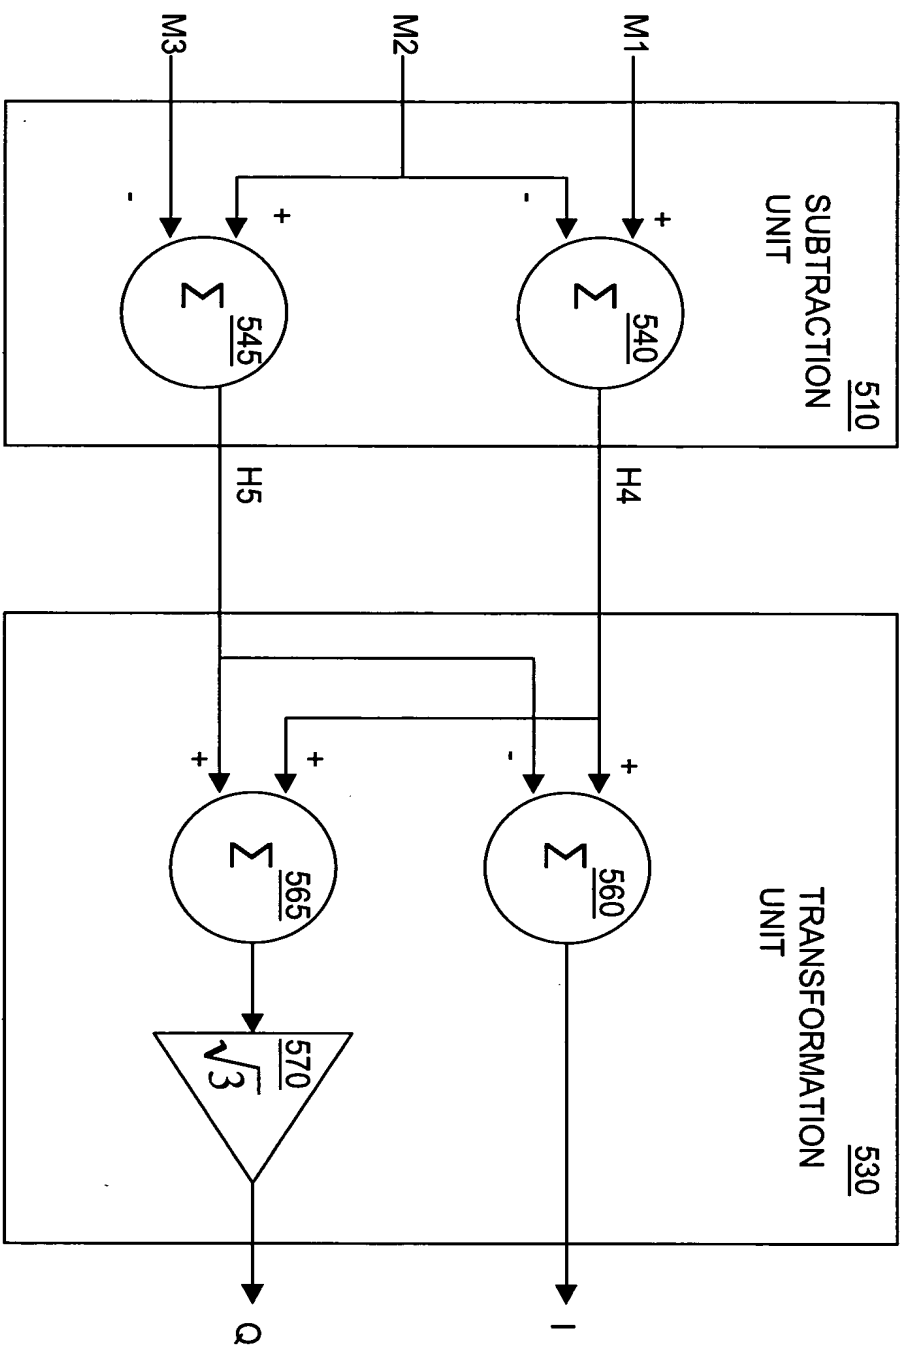 510
SUBTRACTION
UNIT
530
TRANSFORMATION
UNIT
M1
+
-
Σ
540
H4
+
-
Σ
560
I
M2
M3
+
-
Σ
545
H5
+
+
Σ
565
570
√3
Q